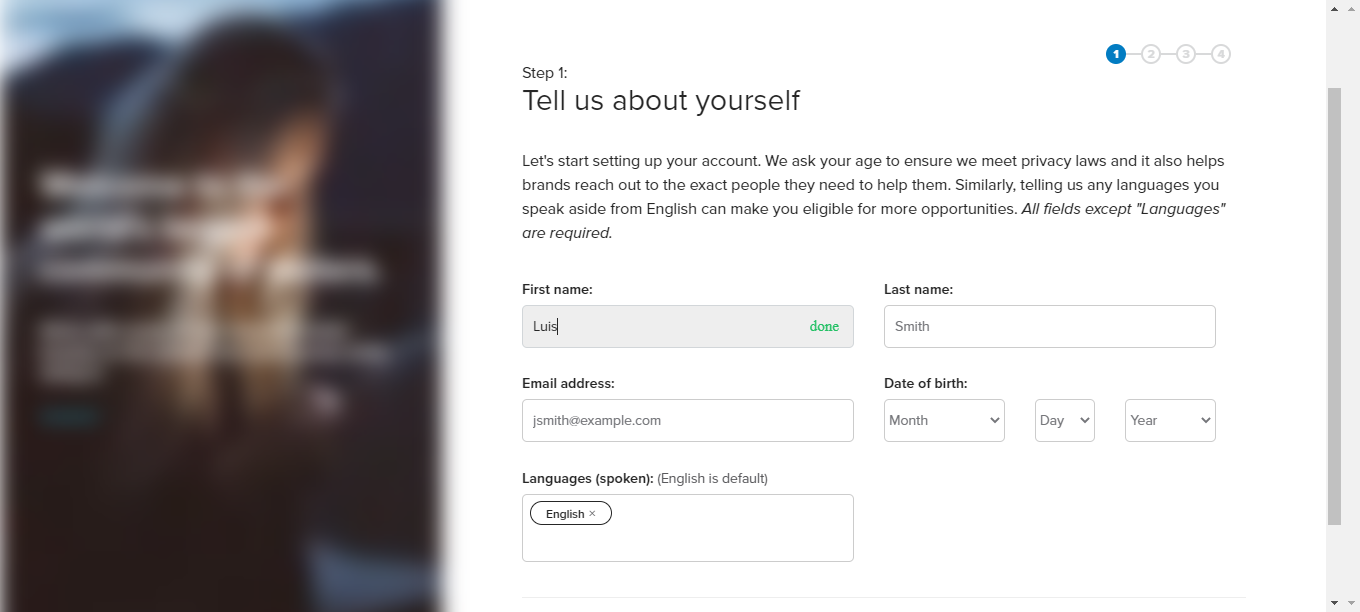 1 2 3 4
Step 1:
Tell us about yourself
Let's start setting up your account. We ask your age to ensure we meet privacy laws and it also helps
brands reach out to the exact people they need to help them. Similarly, telling us any languages you
speak aside from English can make you eligible for more opportunities. All fields except "Languages"
are required.
First name: Last name:
Luis done Smith
Email address: Date of birth:
jsmith@example.com Month Day Year
Languages (spoken): (English is default)
English ×